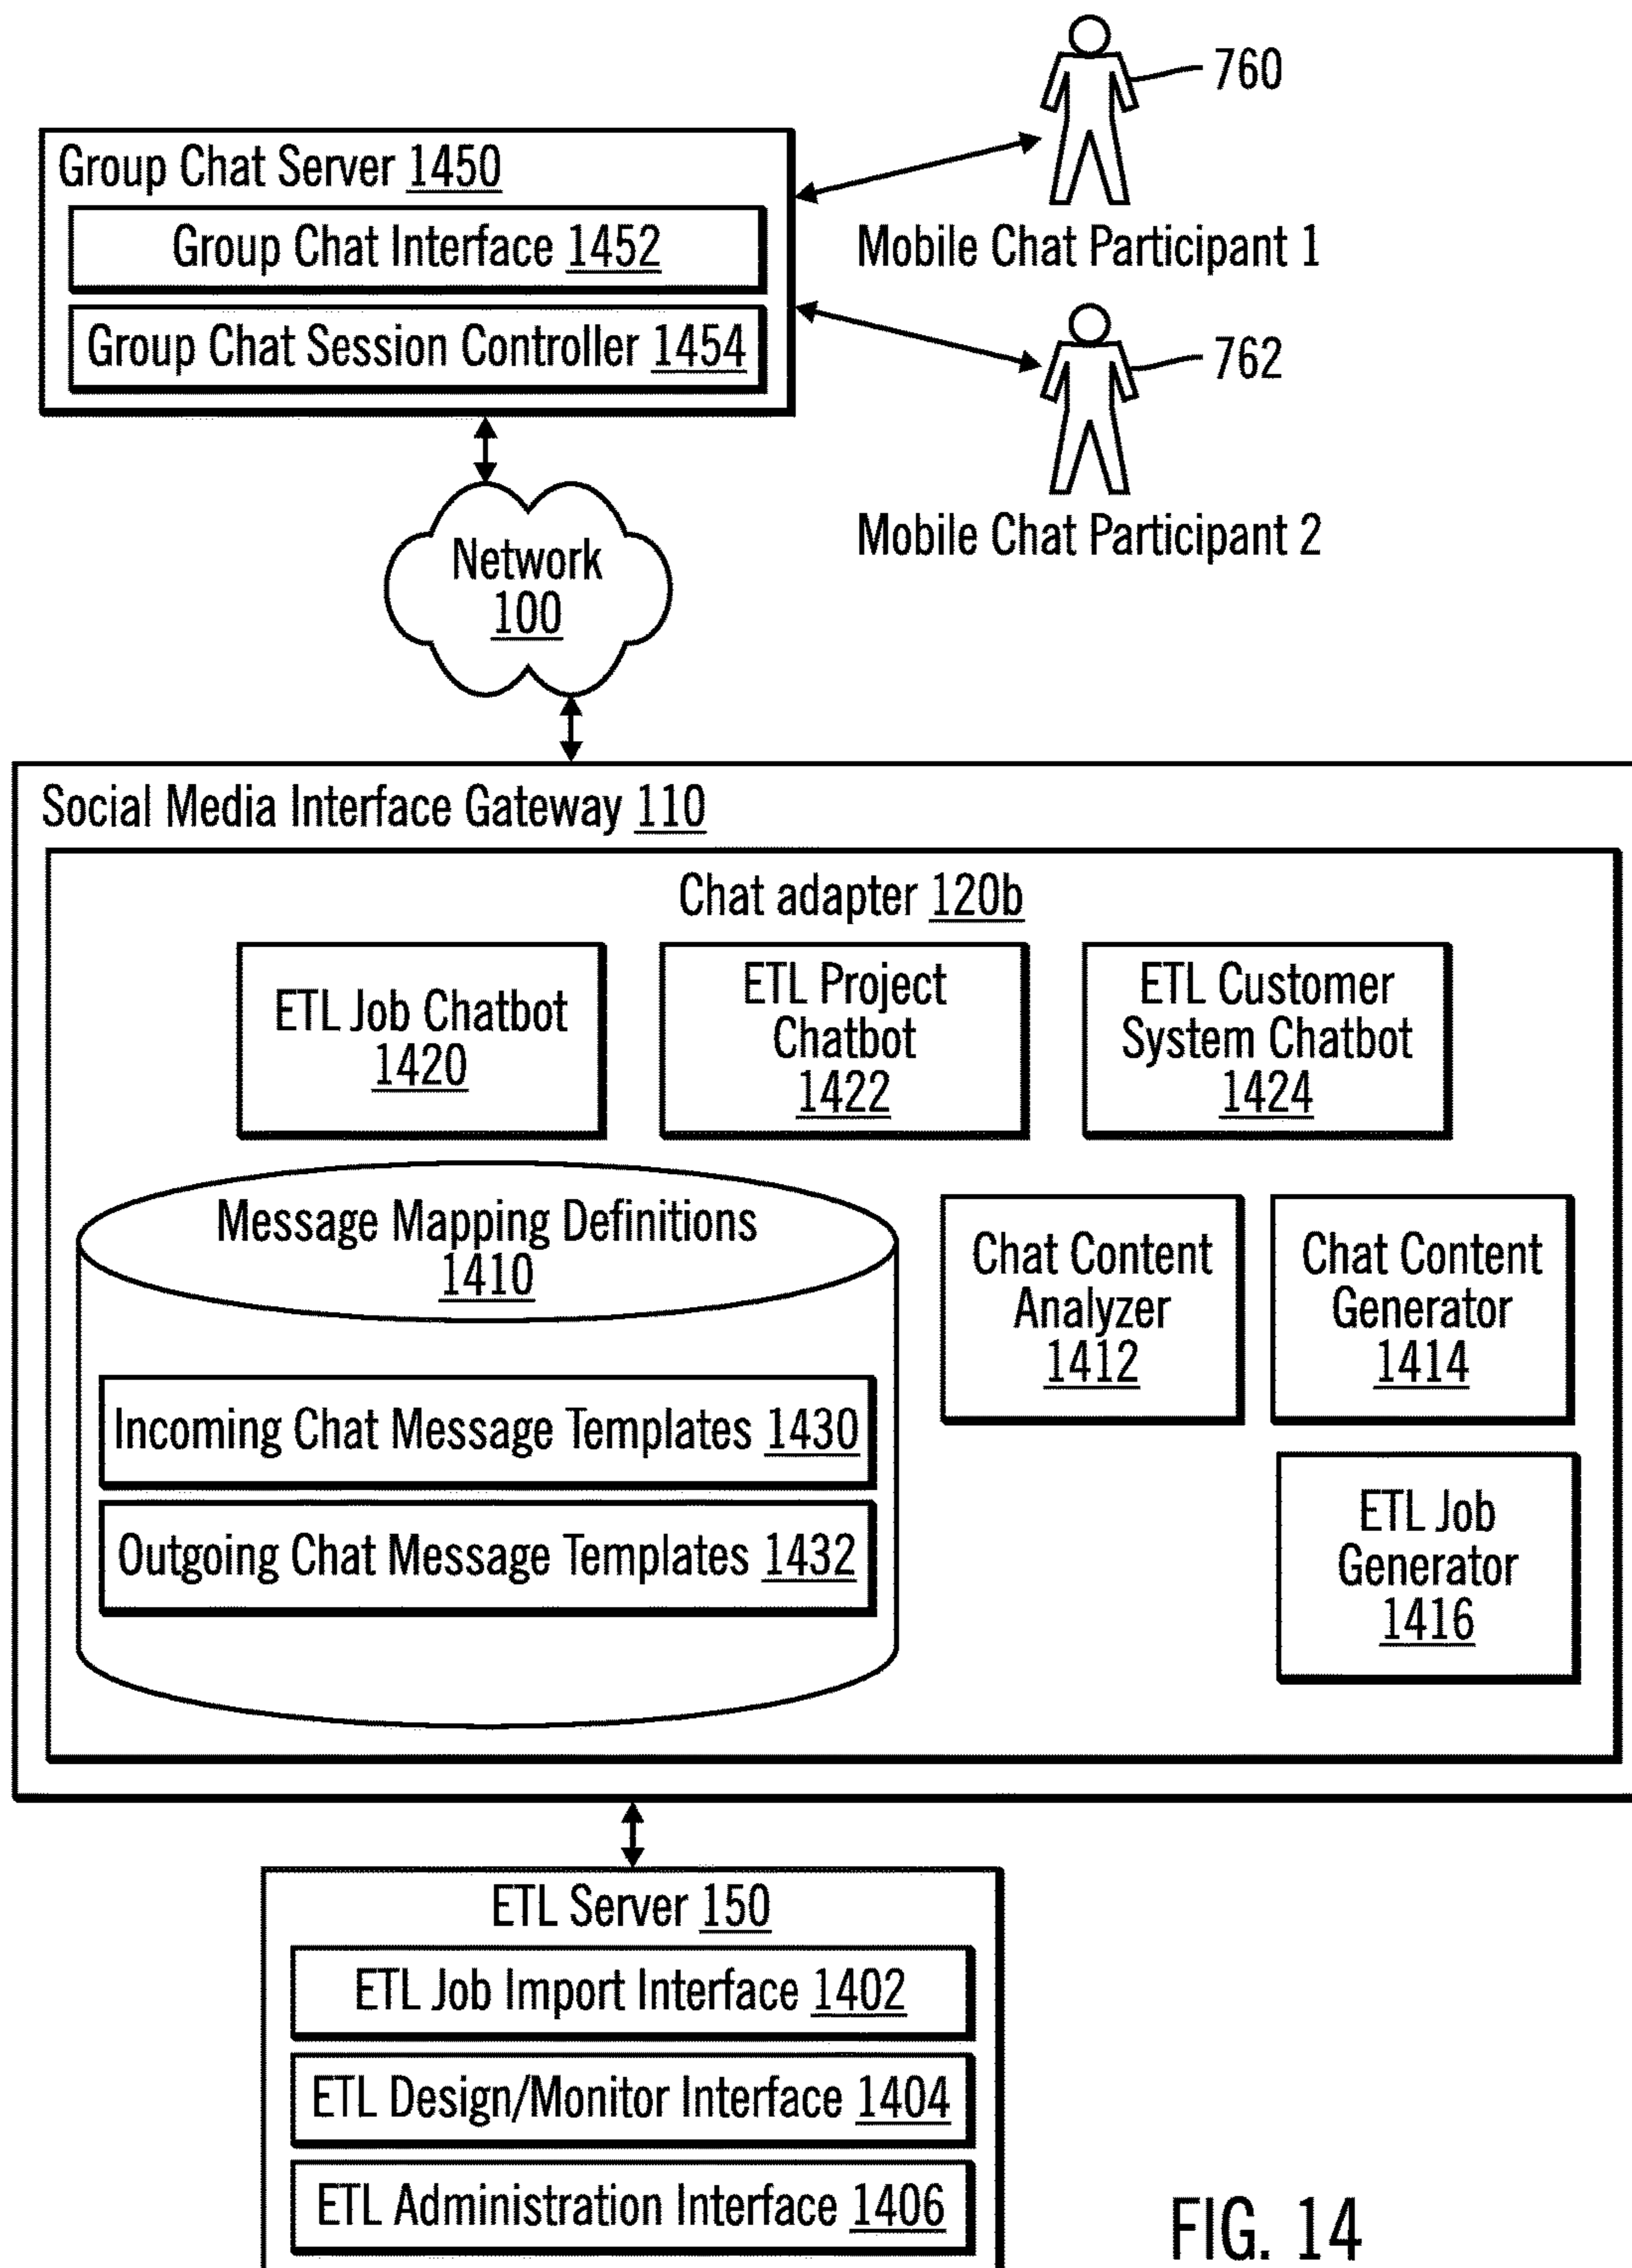 760
Group Chat Server 1450
Group Chat Interface 1452
Group Chat Session Controller 1454
Mobile Chat Participant 1
762
Mobile Chat Participant 2
Network
100
Social Media Interface Gateway 110
Chat adapter 120b
ETL Job Chatbot
1420
ETL Project
Chatbot
1422
ETL Customer
System Chatbot
1424
Message Mapping Definitions
1410
Incoming Chat Message Templates 1430
Outgoing Chat Message Templates 1432
Chat Content
Analyzer
1412
Chat Content
Generator
1414
ETL Job
Generator
1416
ETL Server 150
ETL Job Import Interface 1402
ETL Design/Monitor Interface 1404
ETL Administration Interface 1406
FIG. 14